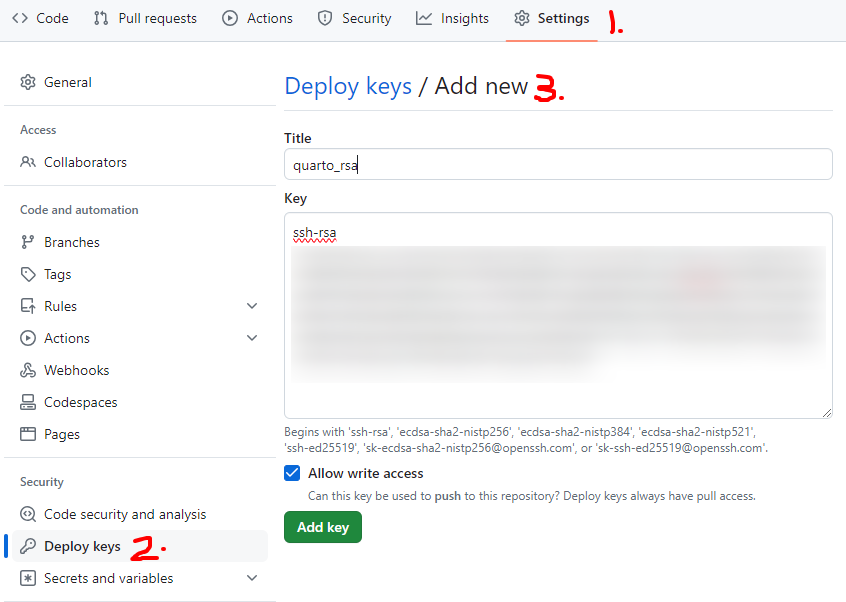 Code Pull requests Actions Security Insights Settings 1.
General
Access
Collaborators
Code and automation
Branches
Tags
Rules
Actions
Webhooks
Codespaces
Pages
Security
Code security and analysis
Deploy keys 2.
Secrets and variables
Deploy keys / Add new 3.
Title
quarto_rsa
Key
ssh-rsa
Begins with 'ssh-rsa', 'ecdsa-sha2-nistp256', 'ecdsa-sha2-nistp384', 'ecdsa-sha2-nistp521',
'ssh-ed25519', 'sk-ecdsa-sha2-nistp256@openssh.com', or 'sk-ssh-ed25519@openssh.com'.
Allow write access
Can this key be used to push to this repository? Deploy keys always have pull access.
Add key